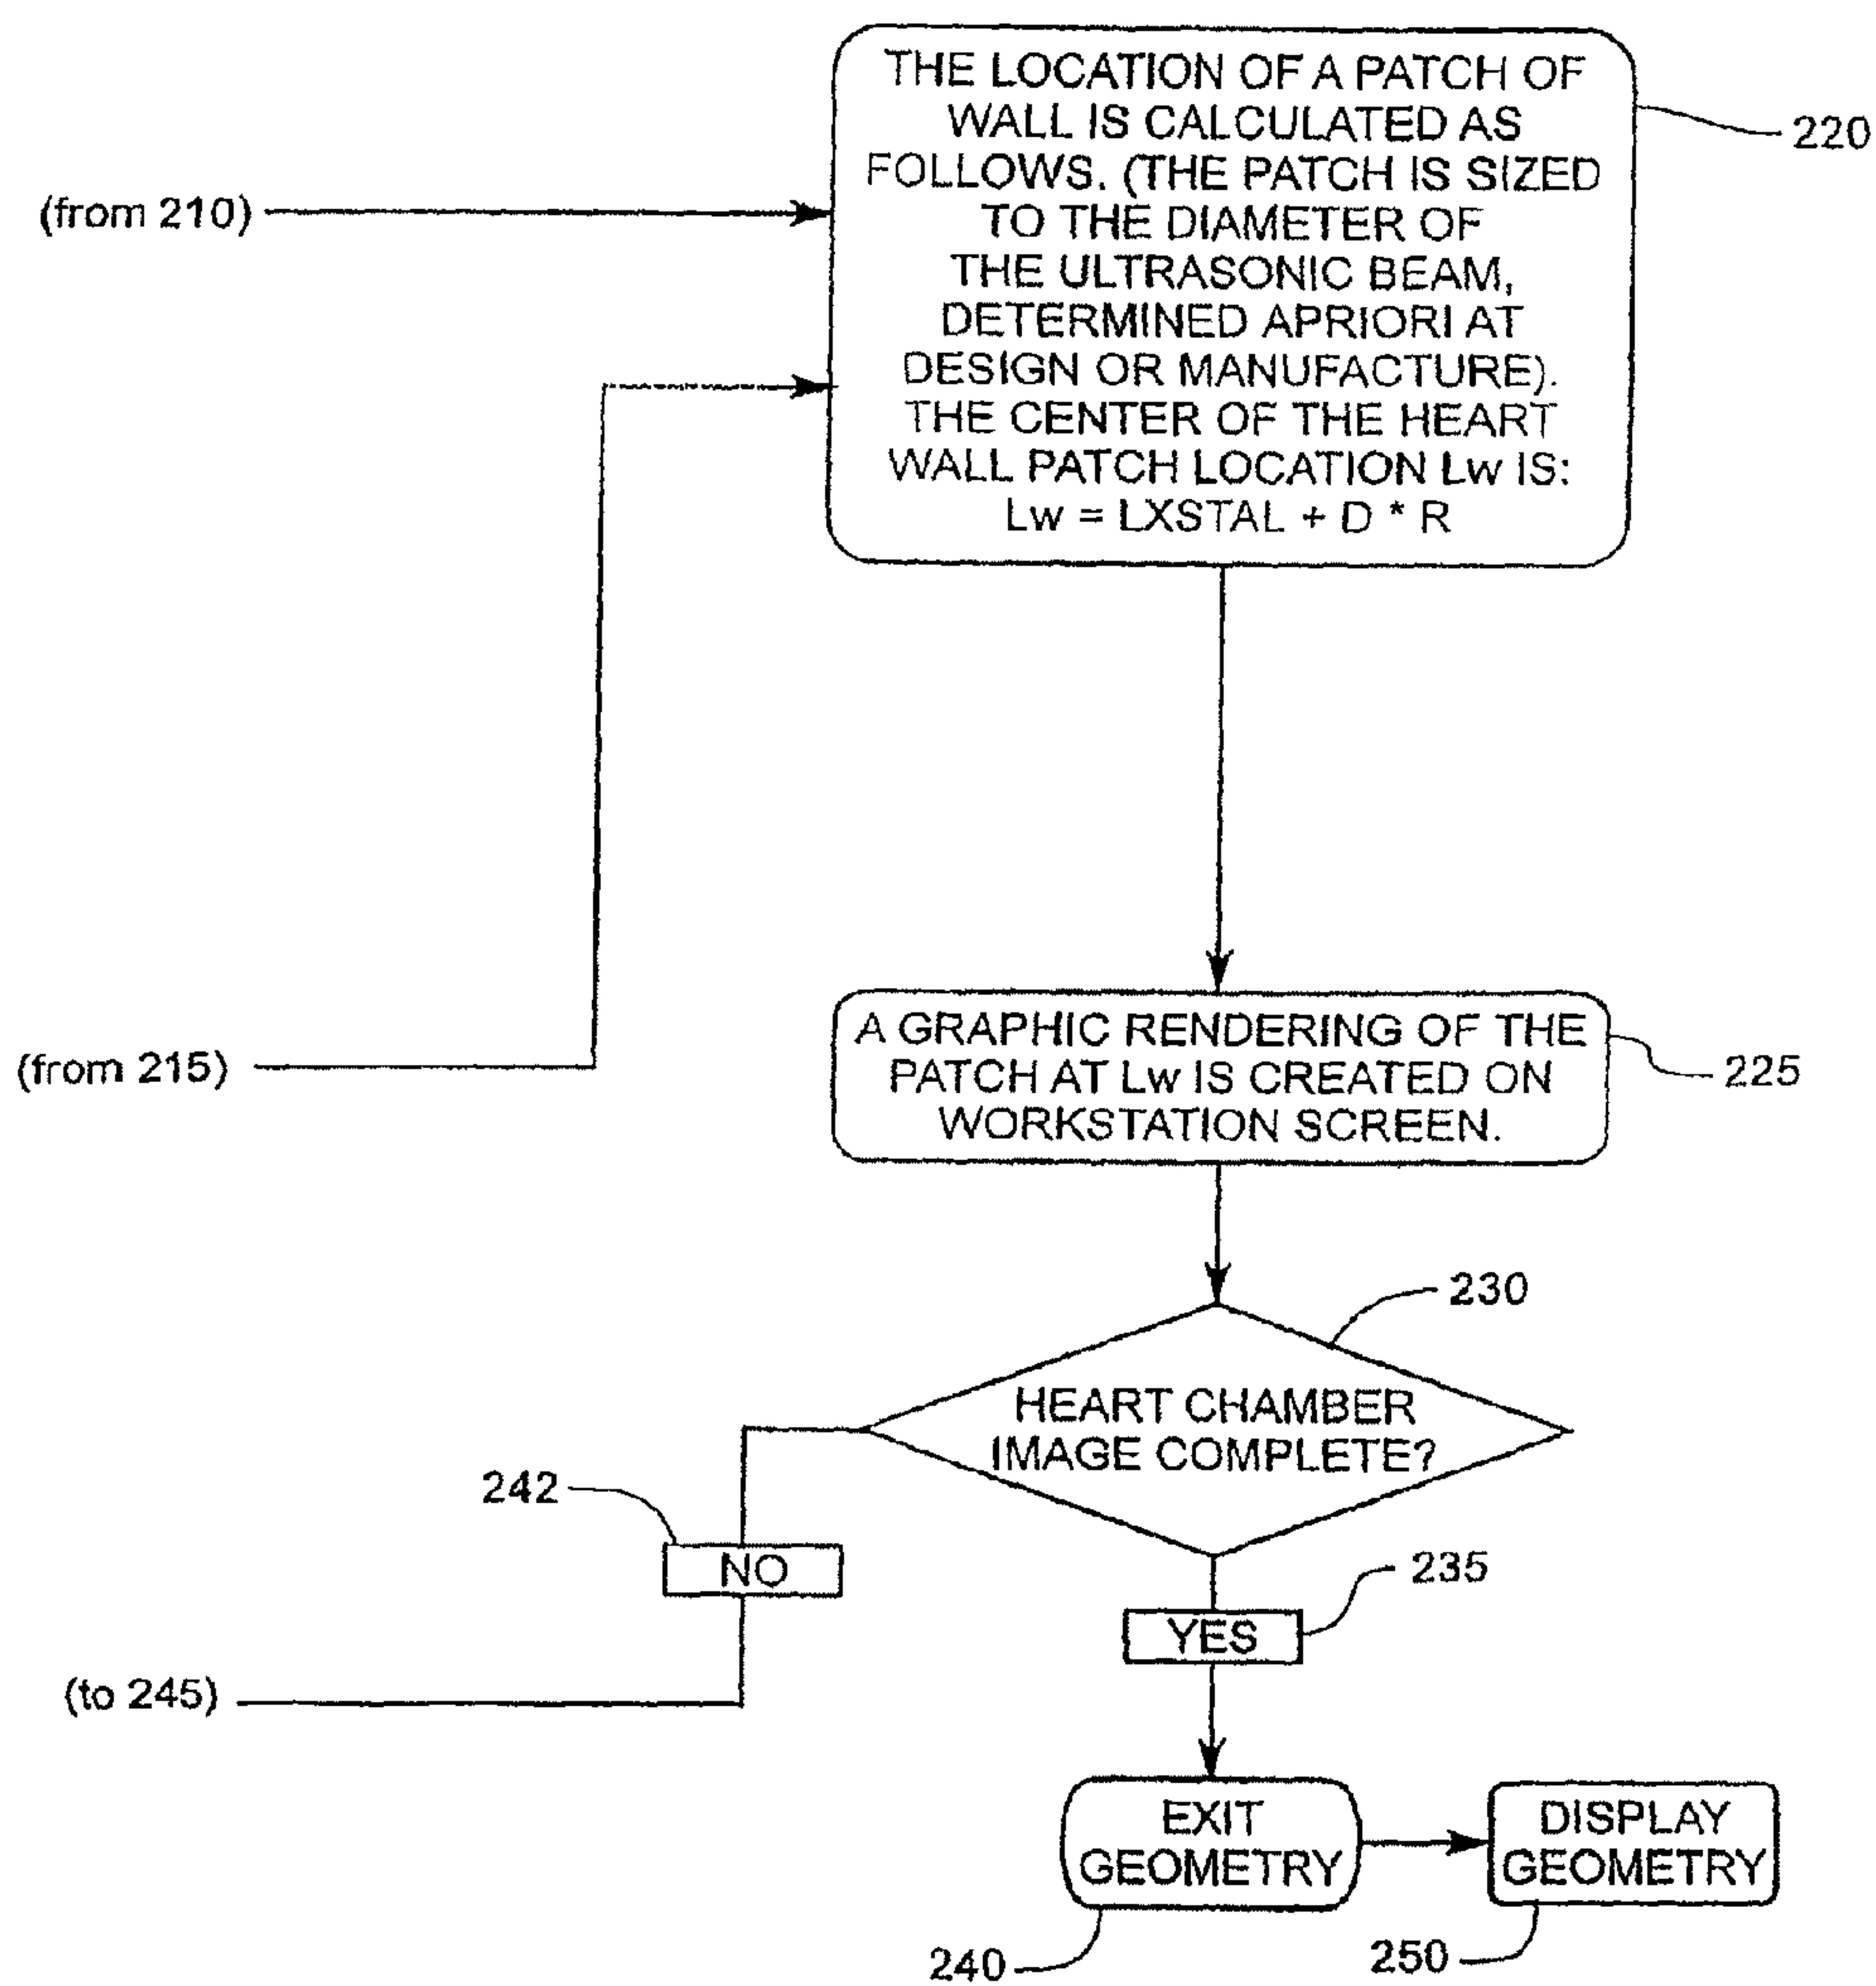 THE LOCATION OF A PATCH OF
WALL IS CALCULATED AS
FOLLOWS. (THE PATCH IS SIZED
TO THE DIAMETER OF
THE ULTRASONIC BEAM,
DETERMINED APRIORI AT
DESIGN OR MANUFACTURE).
THE CENTER OF THE HEART
WALL PATCH LOCATION Lw IS:
Lw = LXSTAL + D * R
220
(from 210)
(from 215)
A GRAPHIC RENDERING OF THE
PATCH AT Lw IS CREATED ON
WORKSTATION SCREEN.
225
230
HEART CHAMBER
IMAGE COMPLETE?
242
NO
235
YES
(to 245)
EXIT
GEOMETRY
DISPLAY
GEOMETRY
240
250